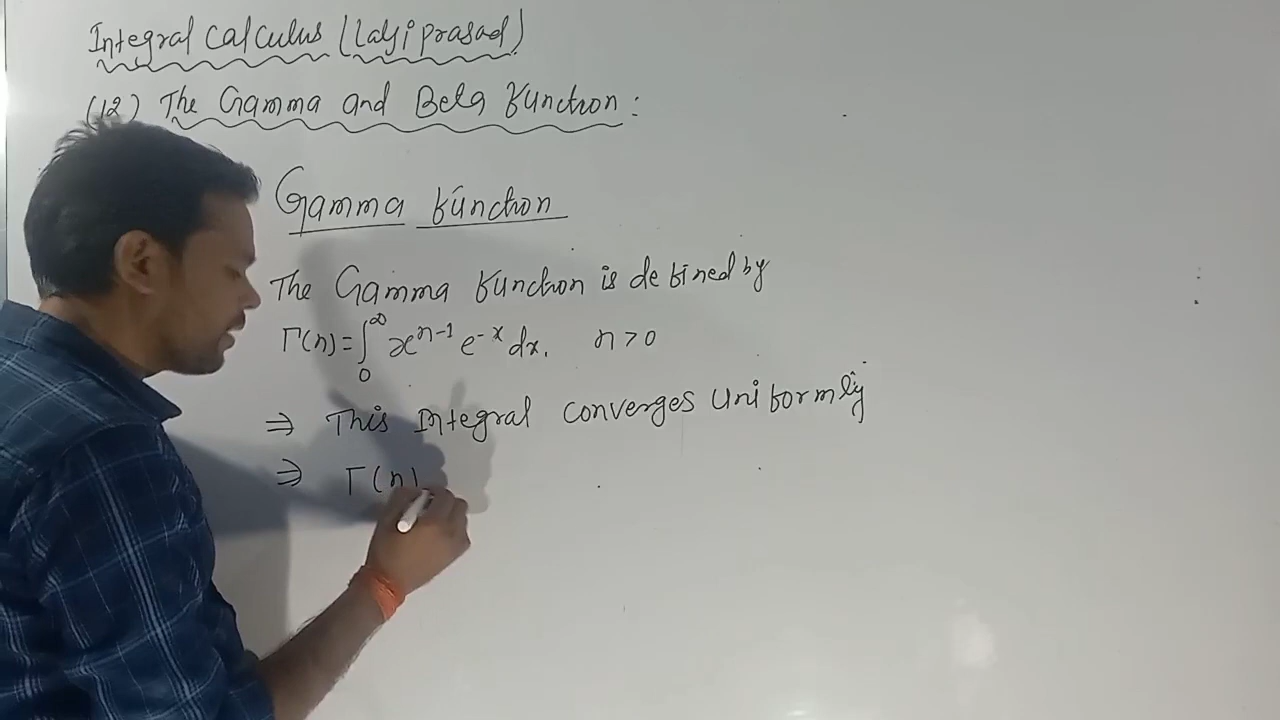 Integral Calculus (Lalji prasad)
(12) The Gamma and Beta Function:
Gamma Function
The Gamma Function is defined by
Γ(n) = ∫₀^∞ x^{n-1} e^{-x} dx. n > 0
⇒ This Integral converges uniformly
⇒ Γ(n)